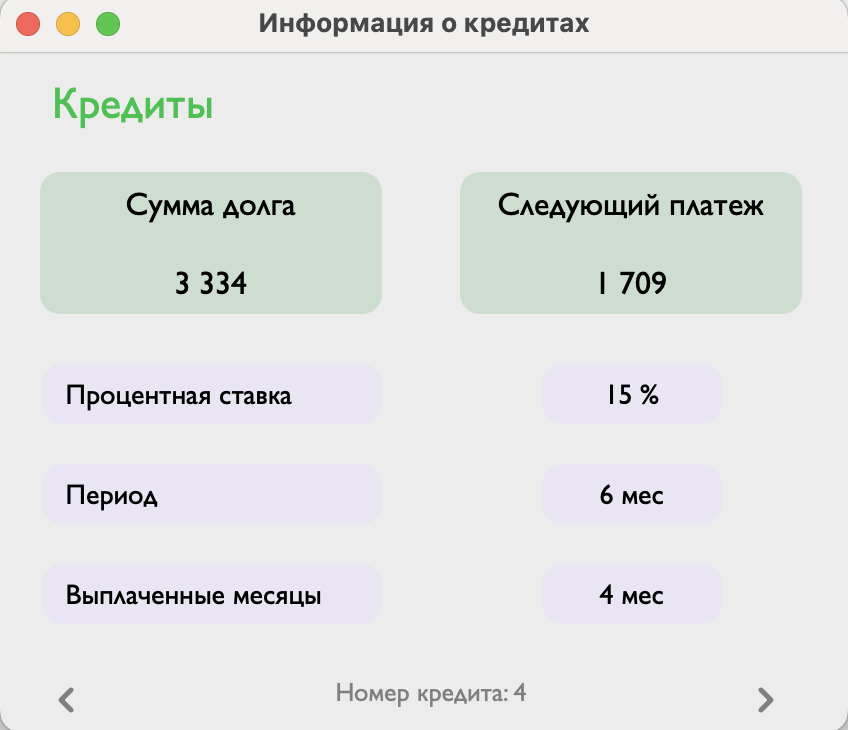 Информация о кредитах
Кредиты
Сумма долга
3 334
Следующий платеж
1 709
Процентная ставка
15 %
Период
6 мес
Выплаченные месяцы
4 мес
Номер кредита: 4